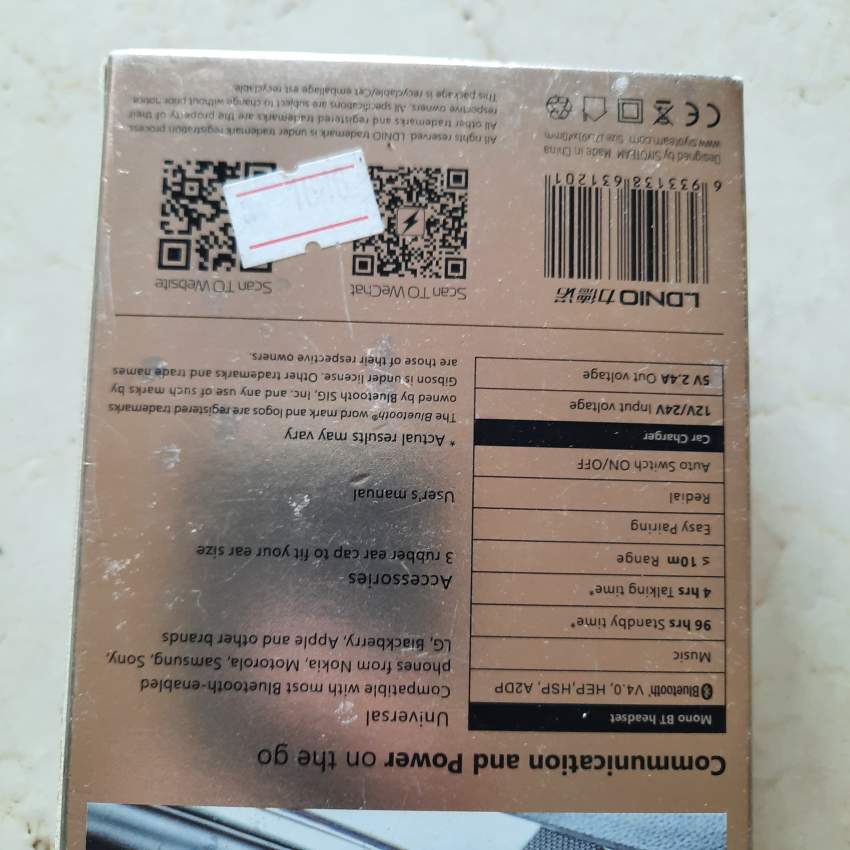 Communication and Power on the go
Mono BT headset
Bluetooth® V4.0, HEP,HSP, A2DP
Music
96 hrs Standby time*
4 hrs Talking time*
≤ 10m Range
Easy Pairing
Redial
Auto Switch ON/OFF
Car Charger
12V/24V Input voltage
5V 2.4A Out voltage
Universal
Compatible with most Bluetooth-enabled
phones from Nokia, Motorola, Samsung, Sony,
LG, Blackberry, Apple and other brands
Accessories
3 rubber ear cap to fit your ear size
User's manual
* Actual results may vary
The Bluetooth® word mark and logos are registered trademarks
owned by Bluetooth SIG, Inc. and any use of such marks by
Gibson is under license. Other trademarks and trade names
are those of their respective owners.
LDNIO力德诺
6 933138 631201
Designed by SIYOTEAM Made in China
www.Siyoteam.com
CE
Scan TO WeChat
Scan TO Website
All rights reserved. LDNIO trademark is under trademark registration process
All other trademarks and registered trademarks are the property of their
respective owners. All specifications are subject to change without prior notice
This package is recyclable/Cet emballage est recyclable.